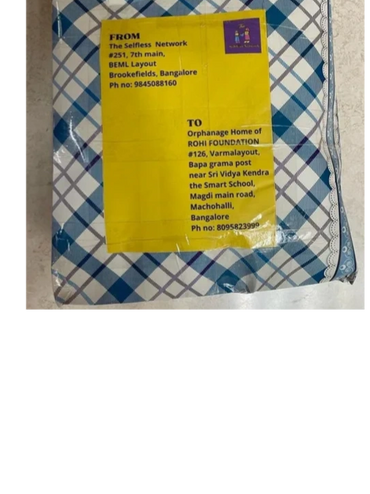 FROM
The Selfless Network
#251, 7th main,
BEML Layout
Brookefields, Bangalore
Ph no: 9845088160
TO
Orphanage Home of
ROHI FOUNDATION
#126, Varmalayout,
Bapa grama post
near Sri Vidya Kendra
the Smart School,
Magdi main road,
Machohalli,
Bangalore
Ph no: 8095823999